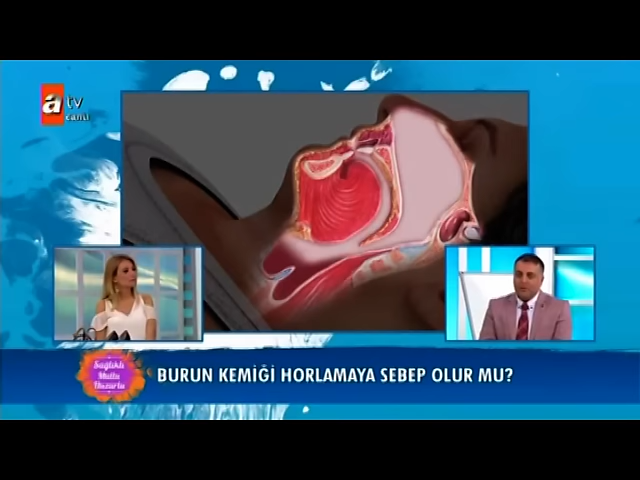 atv
canlı
Sağlıklı
Mutlu
Huzurlu
BURUN KEMİĞİ HORLAMAYA SEBEP OLUR MU?